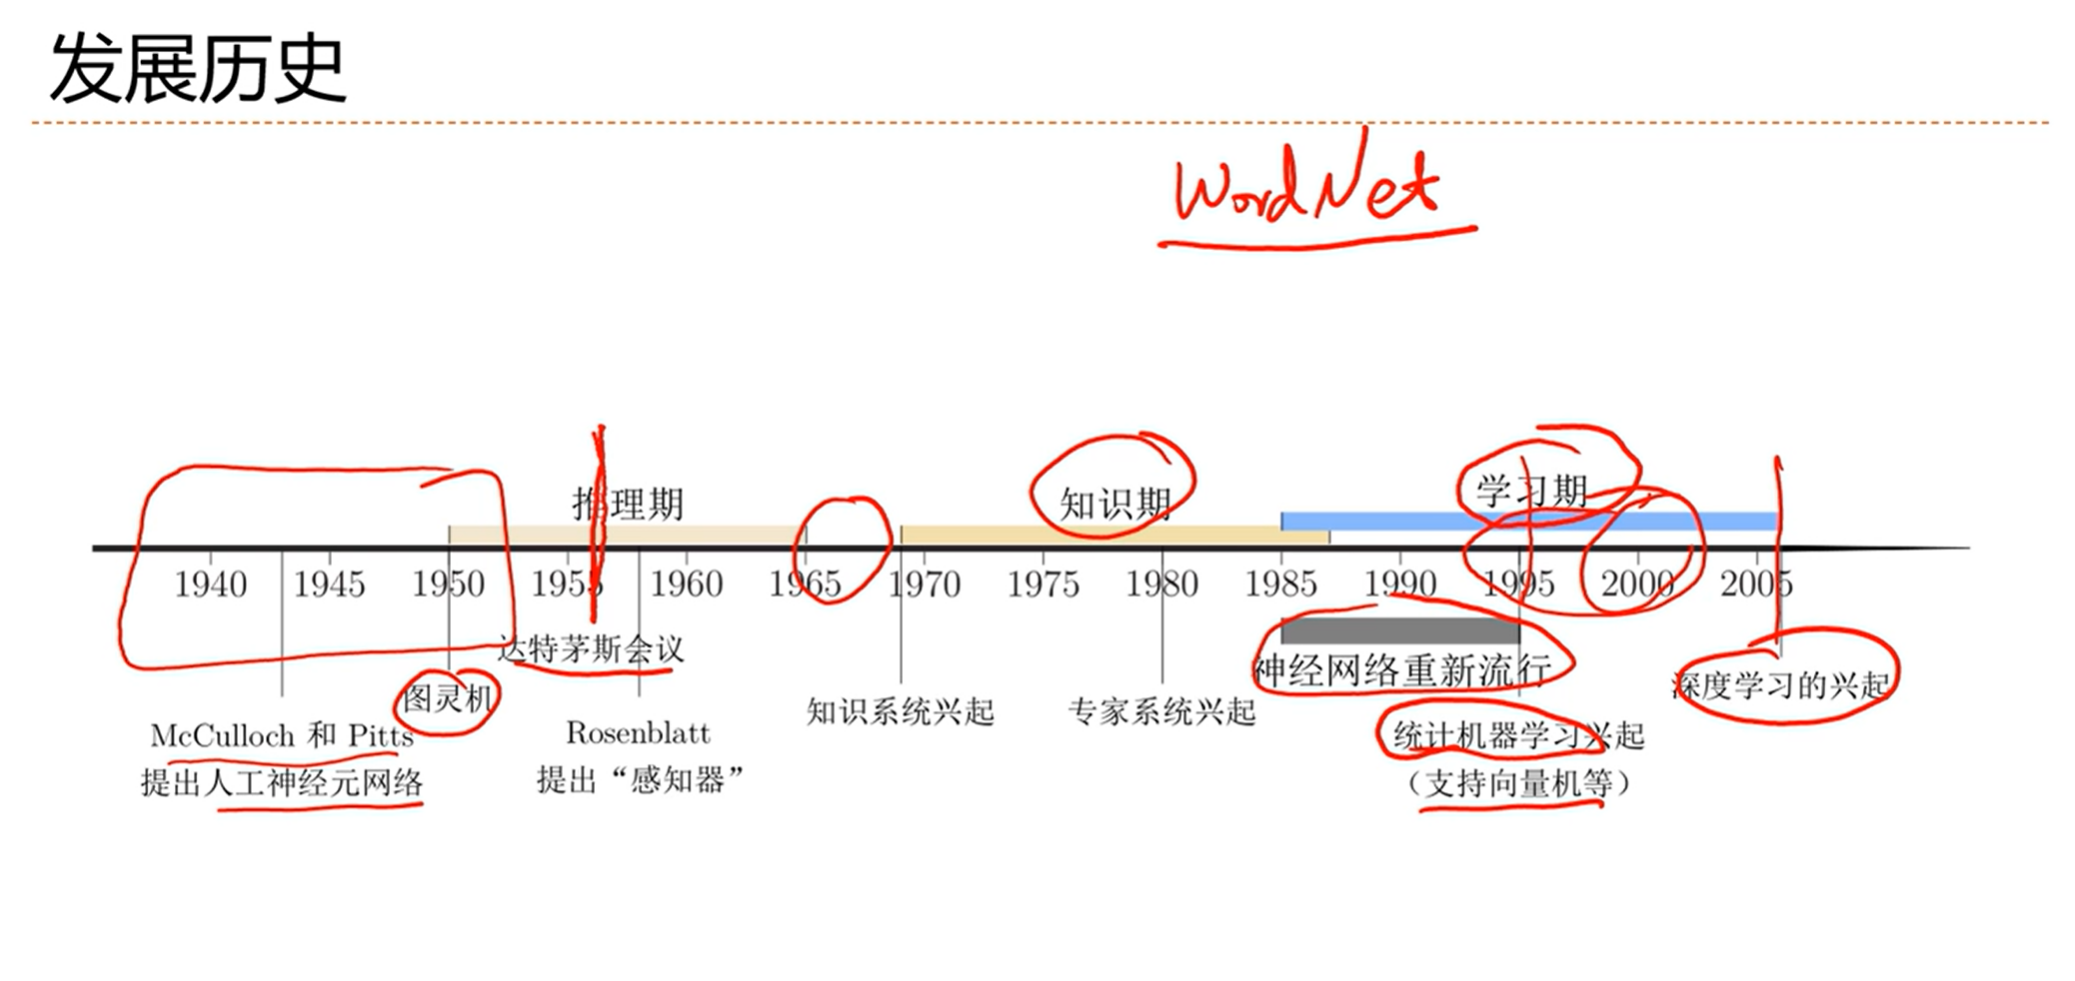 发展历史
WordNet
推理期
知识期
学习期
1940 1945 1950 1955 1960 1965 1970 1975 1980 1985 1990 1995 2000 2005
达特茅斯会议
神经网络重新流行
图灵机
知识系统兴起
专家系统兴起
深度学习的兴起
McCulloch 和 Pitts
提出人工神经元网络
Rosenblatt
提出“感知器”
统计机器学习兴起
（支持向量机等）